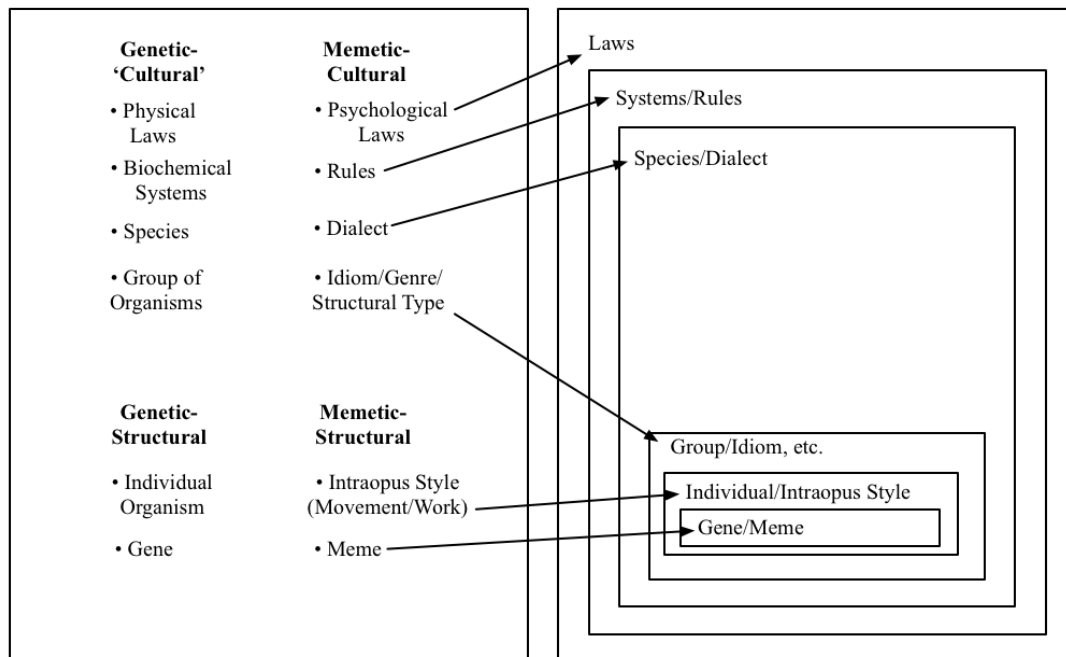 Genetic-
‘Cultural’
• Physical
Laws
• Biochemical
Systems
• Species
• Group of
Organisms
Memetic-
Cultural
• Psychological
Laws
• Rules
• Dialect
• Idiom/Genre/
Structural Type
Genetic-
Structural
• Individual
Organism
• Gene
Memetic-
Structural
• Intraopus Style
(Movement/Work)
• Meme
Laws
Systems/Rules
Species/Dialect
Group/Idiom, etc.
Individual/Intraopus Style
Gene/Meme